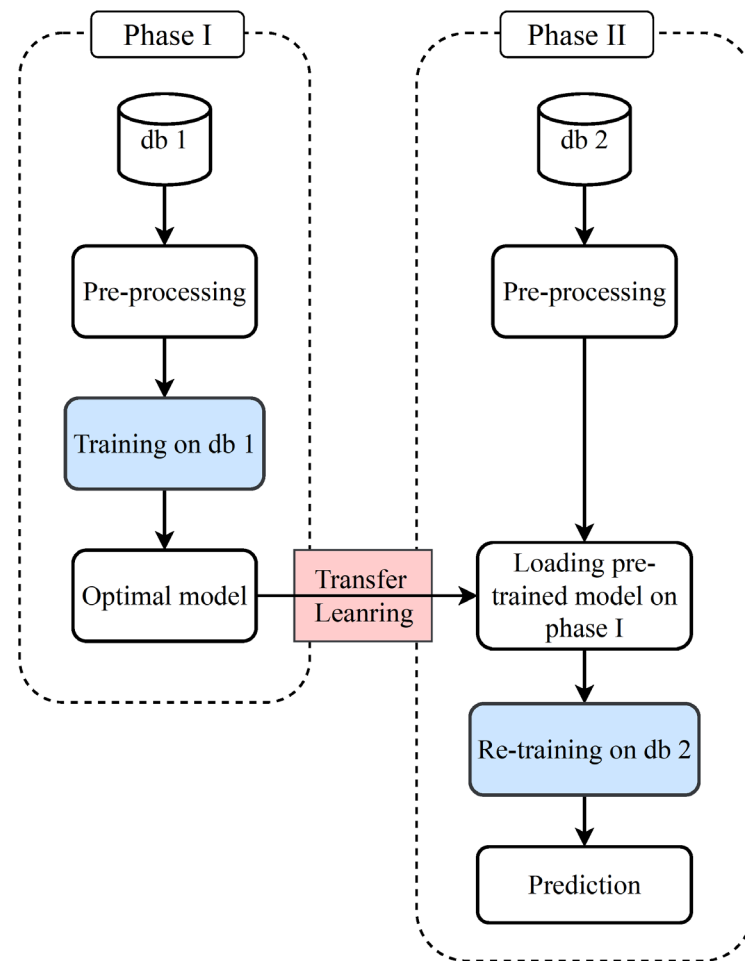 Phase I
db 1
Pre-processing
Training on db 1
Optimal model
Transfer
Leanring
Phase II
db 2
Pre-processing
Loading pre-
trained model on
phase I
Re-training on db 2
Prediction